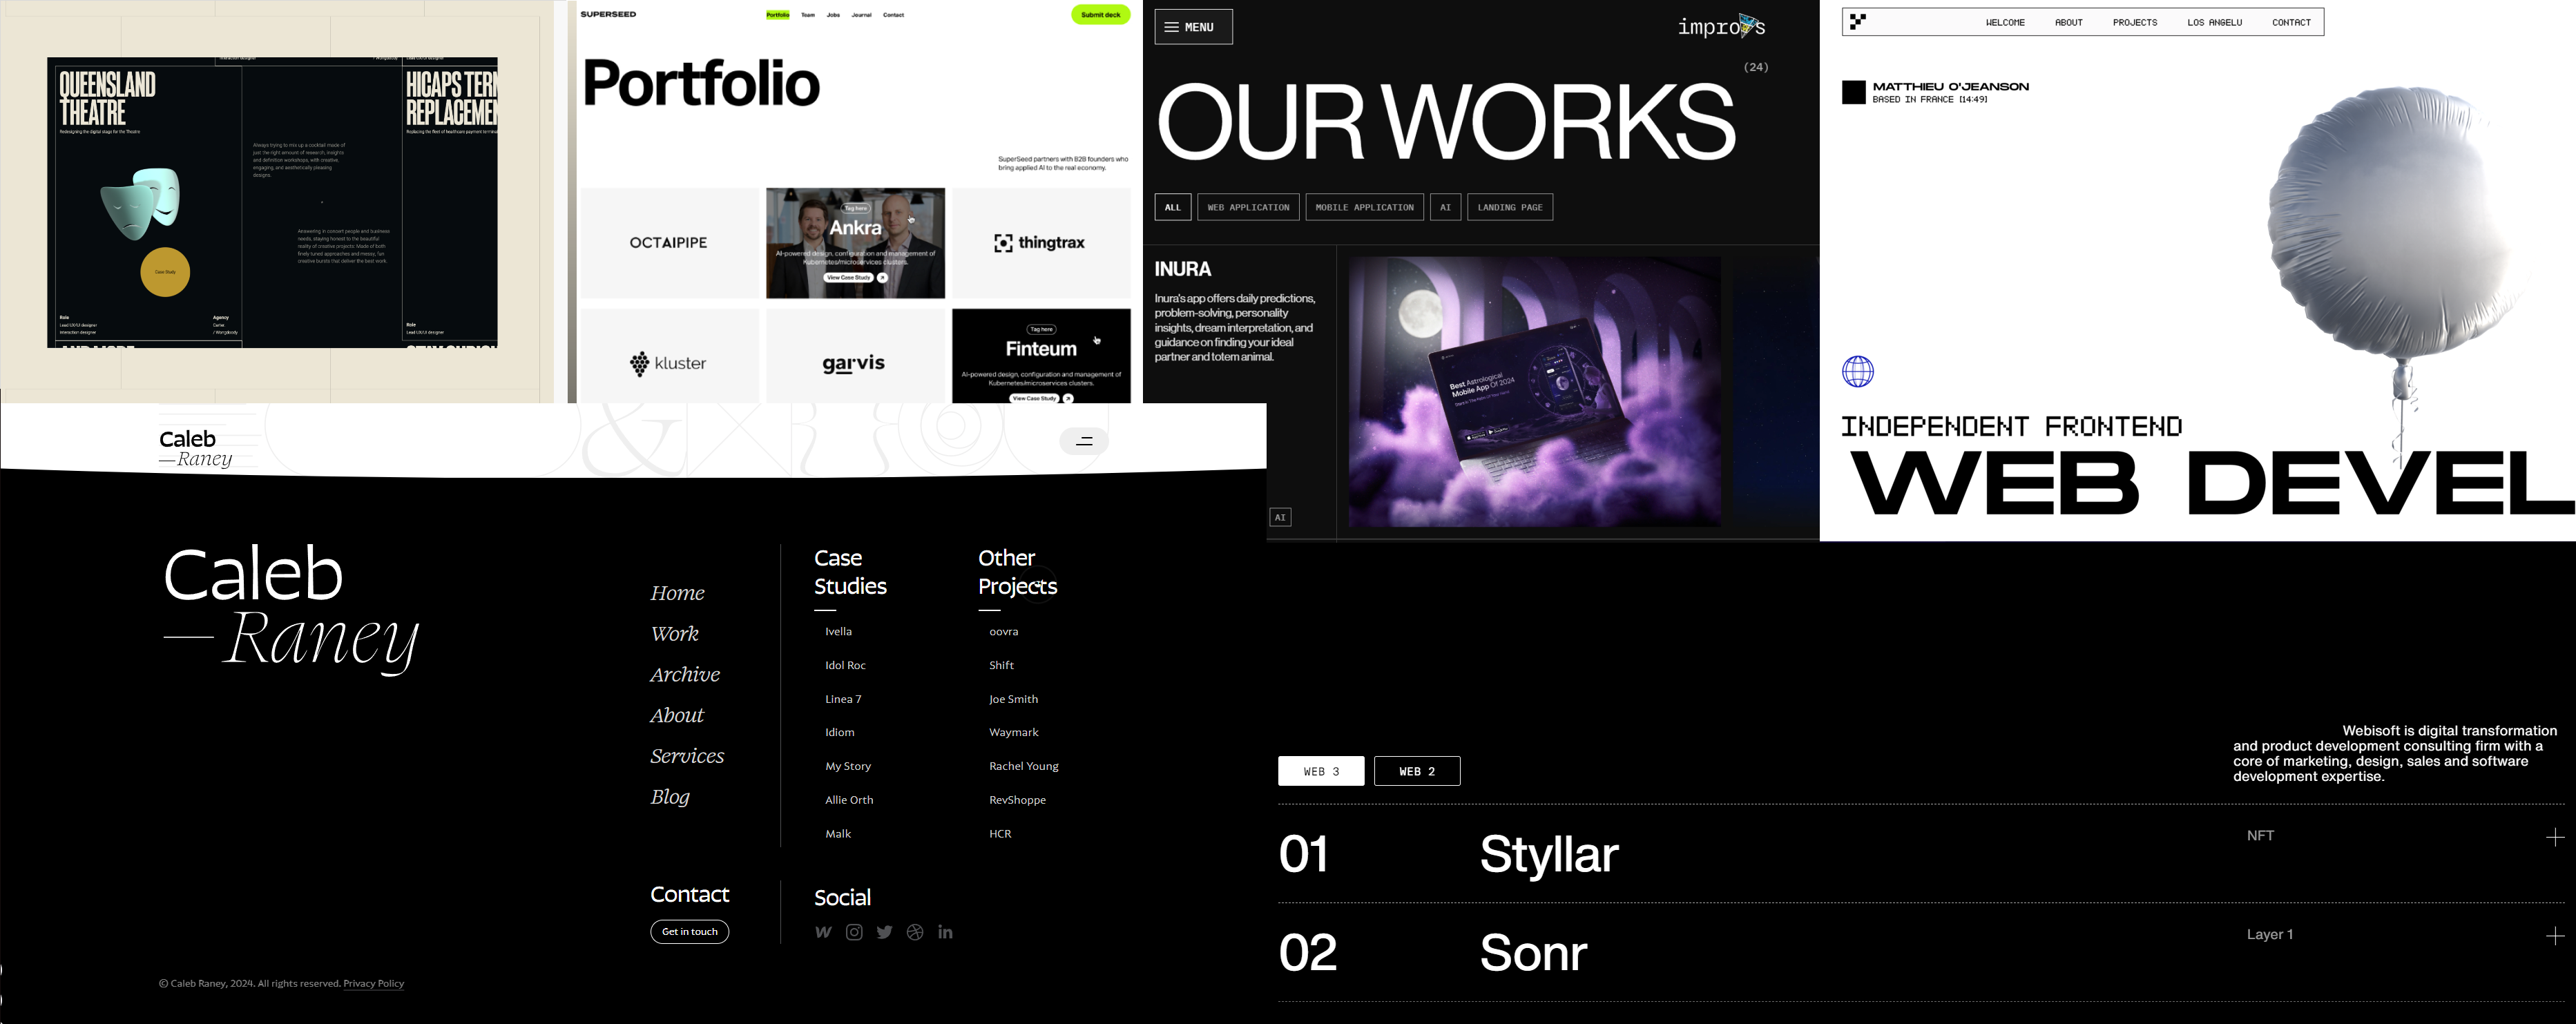 Interaction designer
/ Wongdoody
QUEENSLAND
THEATRE
Redesigning the digital stage for the Theatre
HICAPS TERM
REPLACEMEN
Replacing the fleet of healthcare payment termina
Always trying to mix up a cocktail made of
just the right amount of research, insights
and definition workshops, with creative,
engaging, and aesthetically pleasing
designs.
Answering in concert people and business
needs, staying honest to the beautiful
reality of creative projects: Made of both
finely tuned approaches and messy, fun
creative bursts that deliver the best work.
Case Study
Role
Lead UX/UI designer
Interaction designer
Agency
/ Wongdoody
Role
Lead UX/UI designer
AND MORE
STAY CURIOU
SUPERSEED
Portfolio
Team
Jobs
Journal
Contact
Submit deck
Portfolio
SuperSeed partners with B2B founders who
bring applied AI to the real economy.
OCTAIPIPE
Tag here
Ankra
AI-powered design, configuration and management of
Kubernetes/microservices clusters.
View Case Study
thingtrax
kluster
garvis
Tag here
Finteum
AI-powered design, configuration and management of
Kubernetes/microservices clusters.
View Case Study
MENU
improvs
(24)
OUR WORKS
ALL
WEB APPLICATION
MOBILE APPLICATION
AI
LANDING PAGE
INURA
Inura's app offers daily predictions,
problem-solving, personality
insights, dream interpretation, and
guidance on finding your ideal
partner and totem animal.
Best Astrological
Mobile App Of 2024
AI
WELCOME
ABOUT
PROJECTS
LOS ANGELU
CONTACT
MATTHIEU O'JEANSON
BASED IN FRANCE [14:49]
INDEPENDENT FRONTEND
WEB DEVEL
Caleb
—Raney
&
Caleb
—Raney
Home
Work
Archive
About
Services
Blog
Case
Studies
Ivella
Idol Roc
Linea 7
Idiom
My Story
Allie Orth
Malk
Other
Projects
oovra
Shift
Joe Smith
Waymark
Rachel Young
RevShoppe
HCR
Contact
Get in touch
Social
© Caleb Raney, 2024. All rights reserved. Privacy Policy
Webisoft is digital transformation
and product development consulting firm with a
core of marketing, design, sales and software
development expertise.
WEB 3
WEB 2
01
Styllar
NFT
02
Sonr
Layer 1